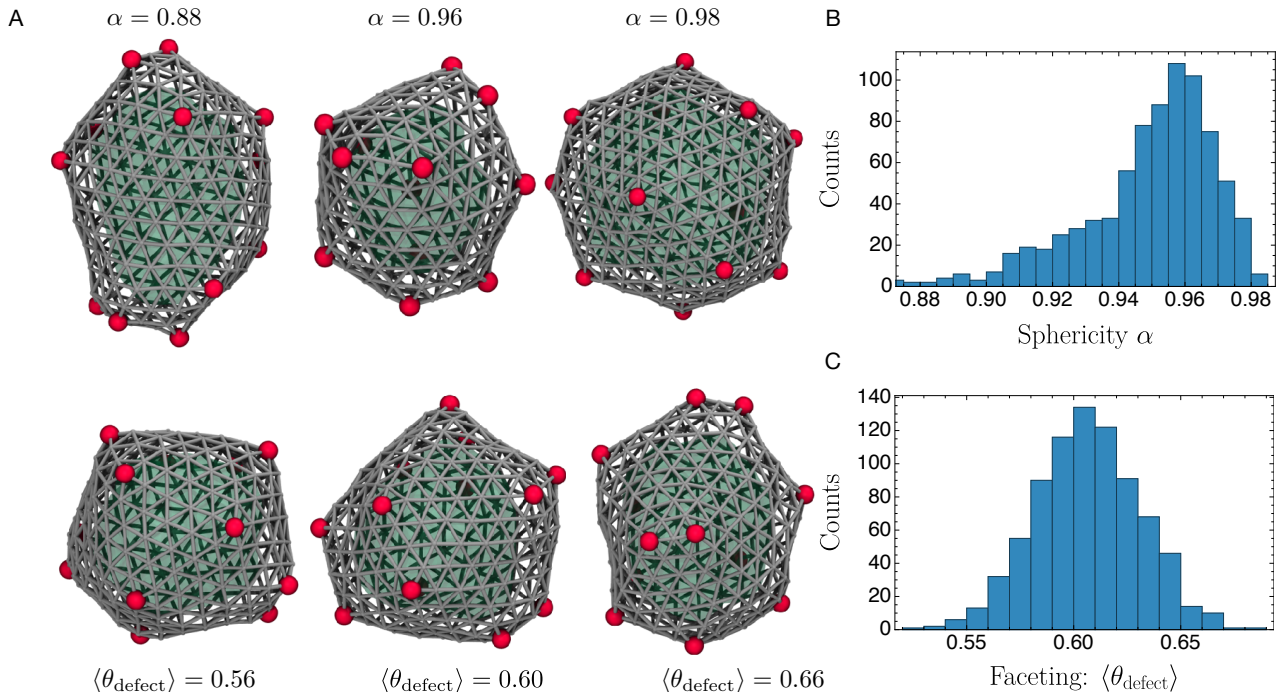 A
α = 0.88
α = 0.96
α = 0.98
⟨θdefect⟩ = 0.56
⟨θdefect⟩ = 0.60
⟨θdefect⟩ = 0.66
B
Counts
100
80
60
40
20
0
0.88 0.90 0.92 0.94 0.96 0.98
Sphericity α
C
Counts
140
120
100
80
60
40
20
0
0.55 0.60 0.65
Faceting: ⟨θdefect⟩